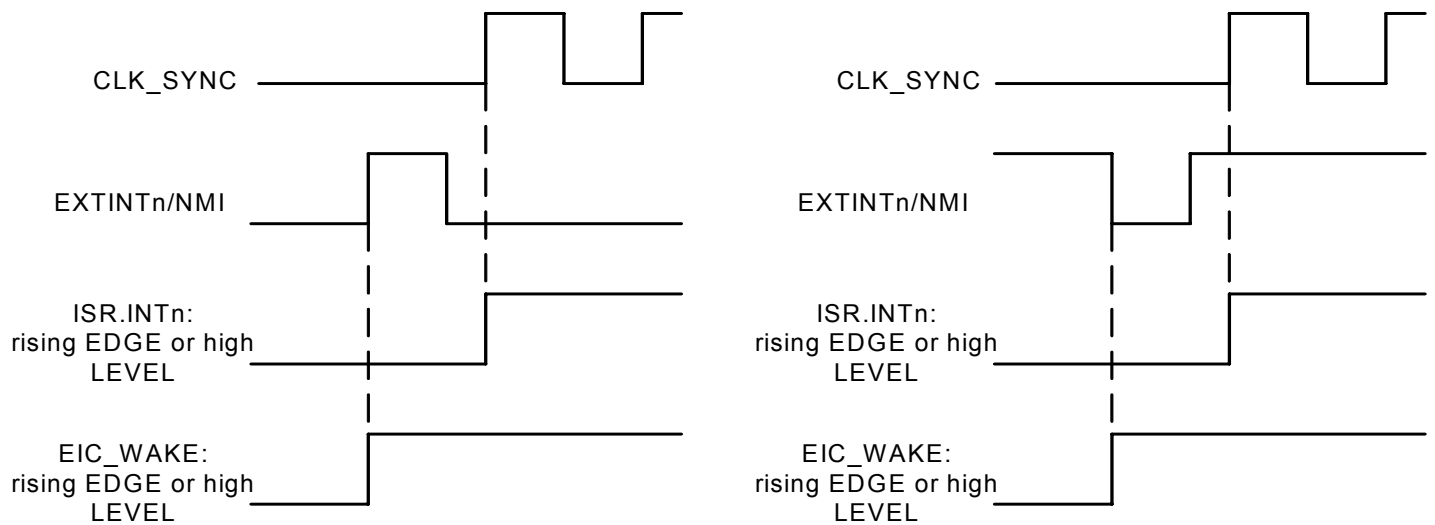 CLK_SYNC
EXTINTn/NMI
ISR.INTn:
rising EDGE or high
LEVEL
EIC_WAKE:
rising EDGE or high
LEVEL
CLK_SYNC
EXTINTn/NMI
ISR.INTn:
rising EDGE or high
LEVEL
EIC_WAKE:
rising EDGE or high
LEVEL